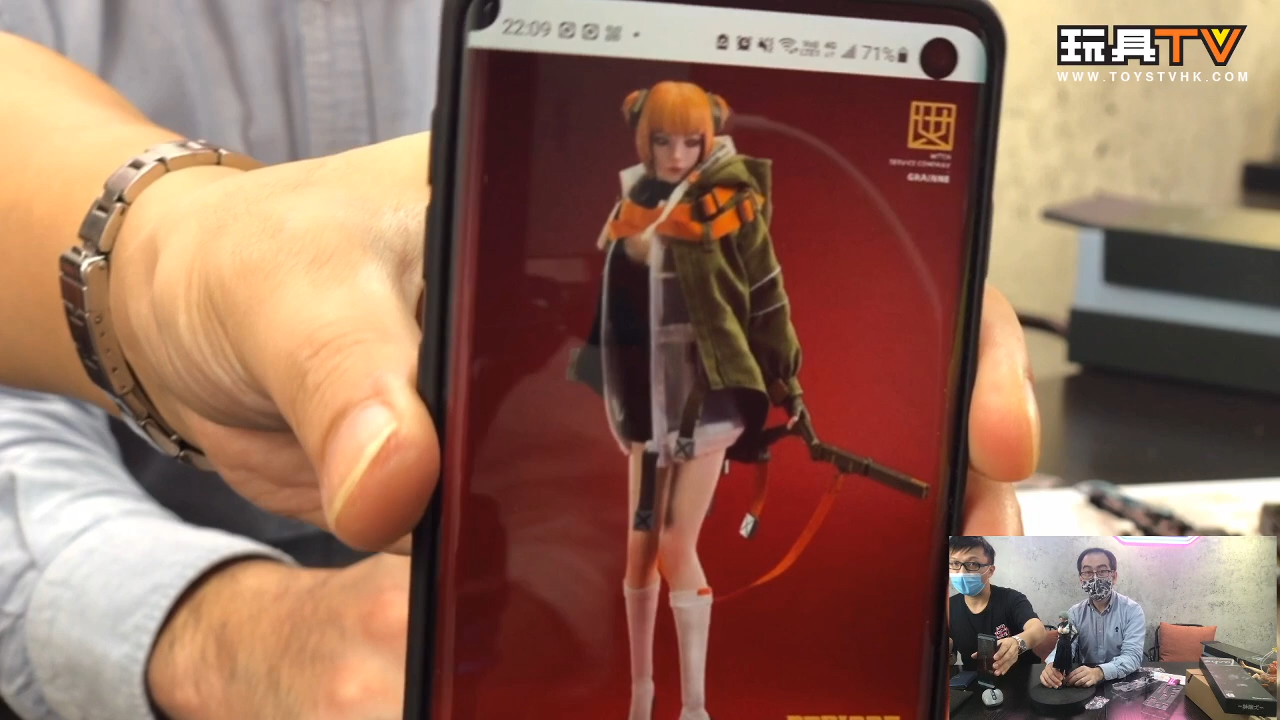 22:09
71%
玩具TV
WWW.TOYSTVHK.COM
WITCH
SERVICE COMPANY
GRAINNE